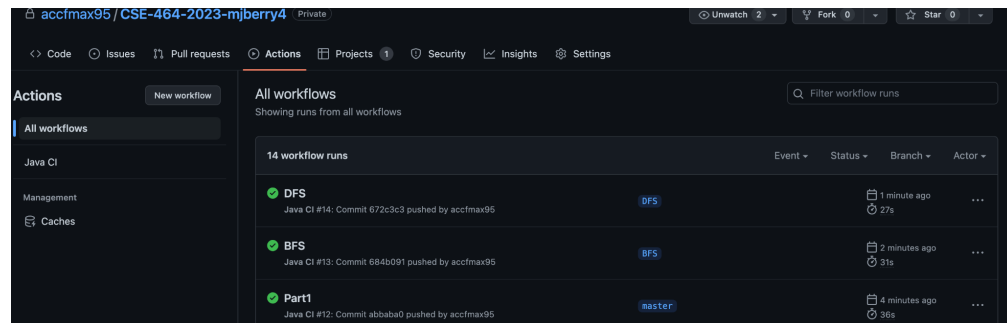 accfmax95 / CSE-464-2023-mjberry4 Private
Unwatch 2 Fork 0 Star 0
Code Issues Pull requests Actions Projects 1 Security Insights Settings
Actions
New workflow
All workflows
Java CI
Management
Caches
All workflows
Showing runs from all workflows
Filter workflow runs
14 workflow runs
Event Status Branch Actor
DFS
Java CI #14: Commit 672c3c3 pushed by accfmax95
DFS
1 minute ago
27s
BFS
Java CI #13: Commit 684b091 pushed by accfmax95
BFS
2 minutes ago
31s
Part1
Java CI #12: Commit abbaba0 pushed by accfmax95
master
4 minutes ago
36s